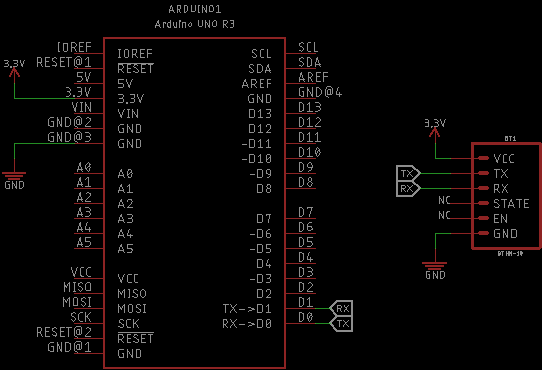 ARDUINO1
Arduino UNO R3
IOREF IOREF SCL SCL
RESET@1 RESET SDA SDA
3.3V 5V 5V AREF AREF
3.3V 3.3V GND GND@4
VIN VIN D13 D13
GND@2 GND D12 D12
GND@3 GND -D11 D11
-D10 D10
A0 A0 -D9 D9
A1 A1 D8 D8
A2 A2
A3 A3 D7 D7
A4 A4 -D6 D6
A5 A5 -D5 D5
D4 D4
VCC VCC -D3 D3
MISO MISO D2 D2
MOSI MOSI TX->D1 D1 RX
SCK SCK RX->D0 D0 TX
RESET@2 RESET
GND@1 GND
GND
3.3V
BT1
VCC
TX TX
RX RX
NC STATE
NC EN
GND
GND